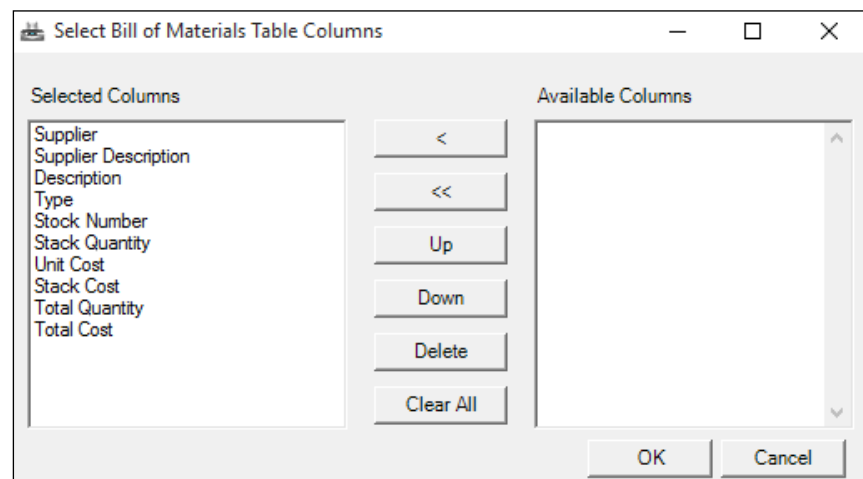 Select Bill of Materials Table Columns
Selected Columns
Supplier
Supplier Description
Description
Type
Stock Number
Stack Quantity
Unit Cost
Stack Cost
Total Quantity
Total Cost
<
<<
Up
Down
Delete
Clear All
Available Columns
OK
Cancel